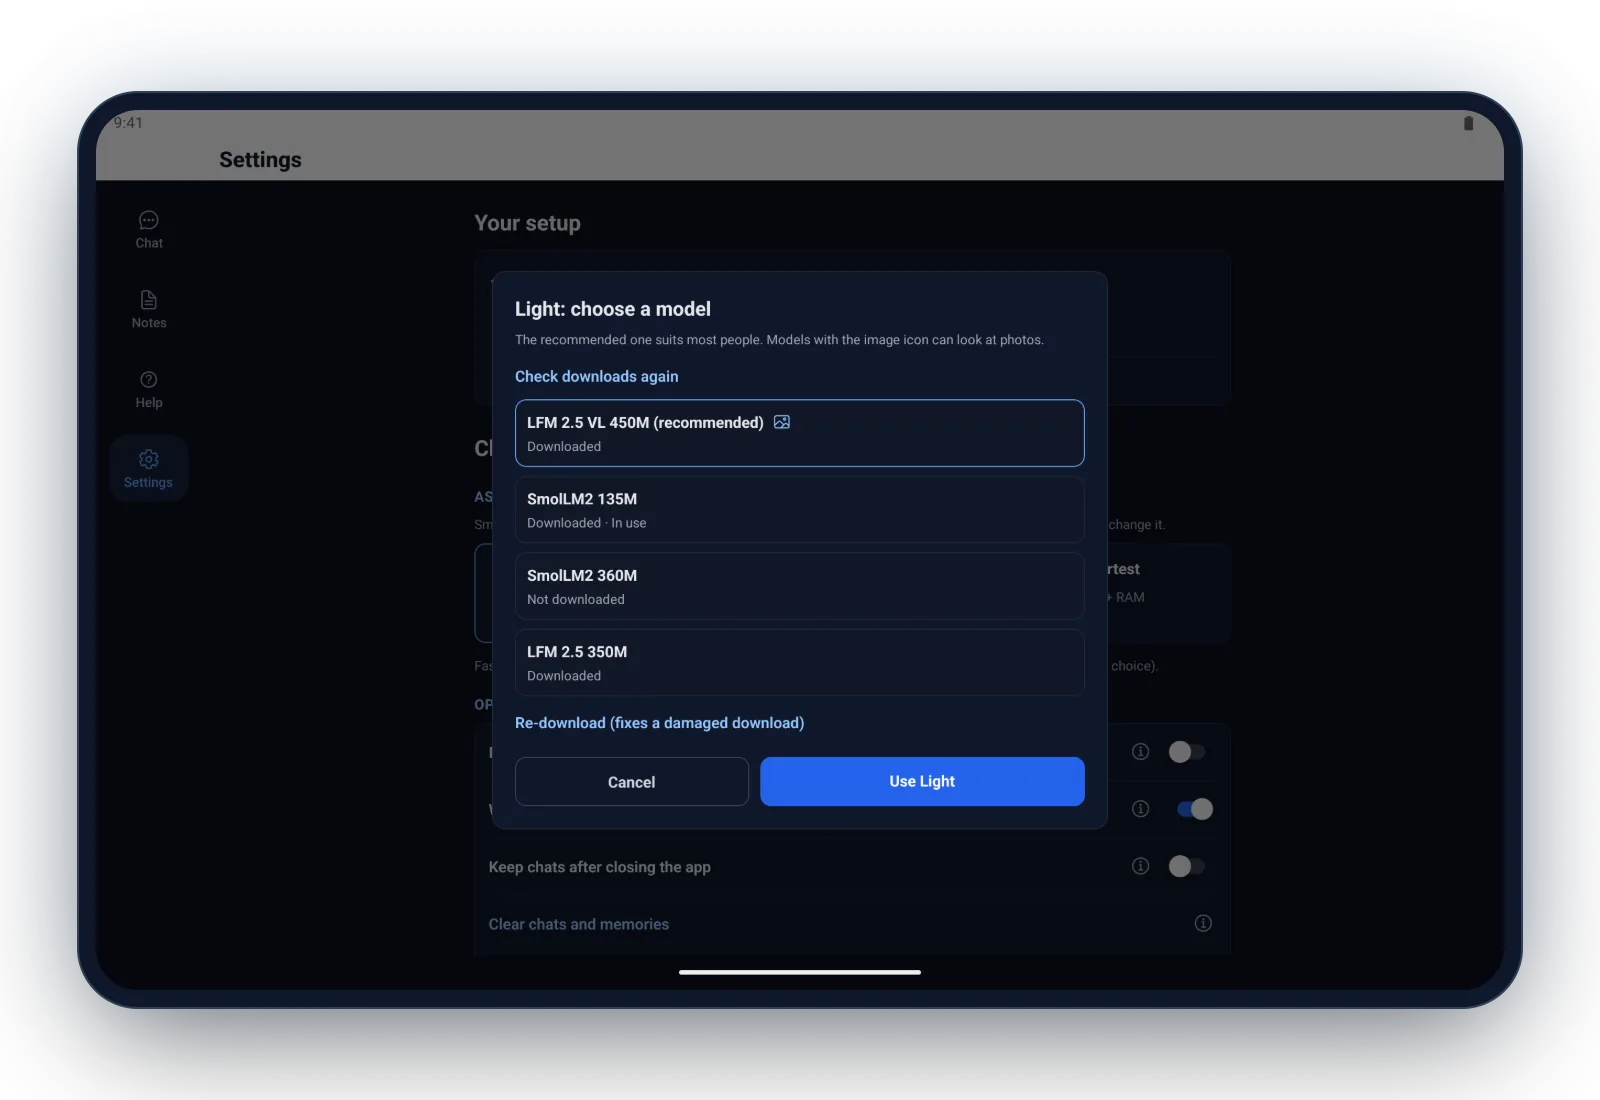 9:41
Settings
Chat
Notes
Help
Settings
Your setup
Light: choose a model
The recommended one suits most people. Models with the image icon can look at photos.
Check downloads again
LFM 2.5 VL 450M (recommended)
Downloaded
SmolLM2 135M
Downloaded · In use
SmolLM2 360M
Not downloaded
LFM 2.5 350M
Downloaded
Re-download (fixes a damaged download)
Cancel
Use Light
change it.
RAM
choice).
Keep chats after closing the app
Clear chats and memories